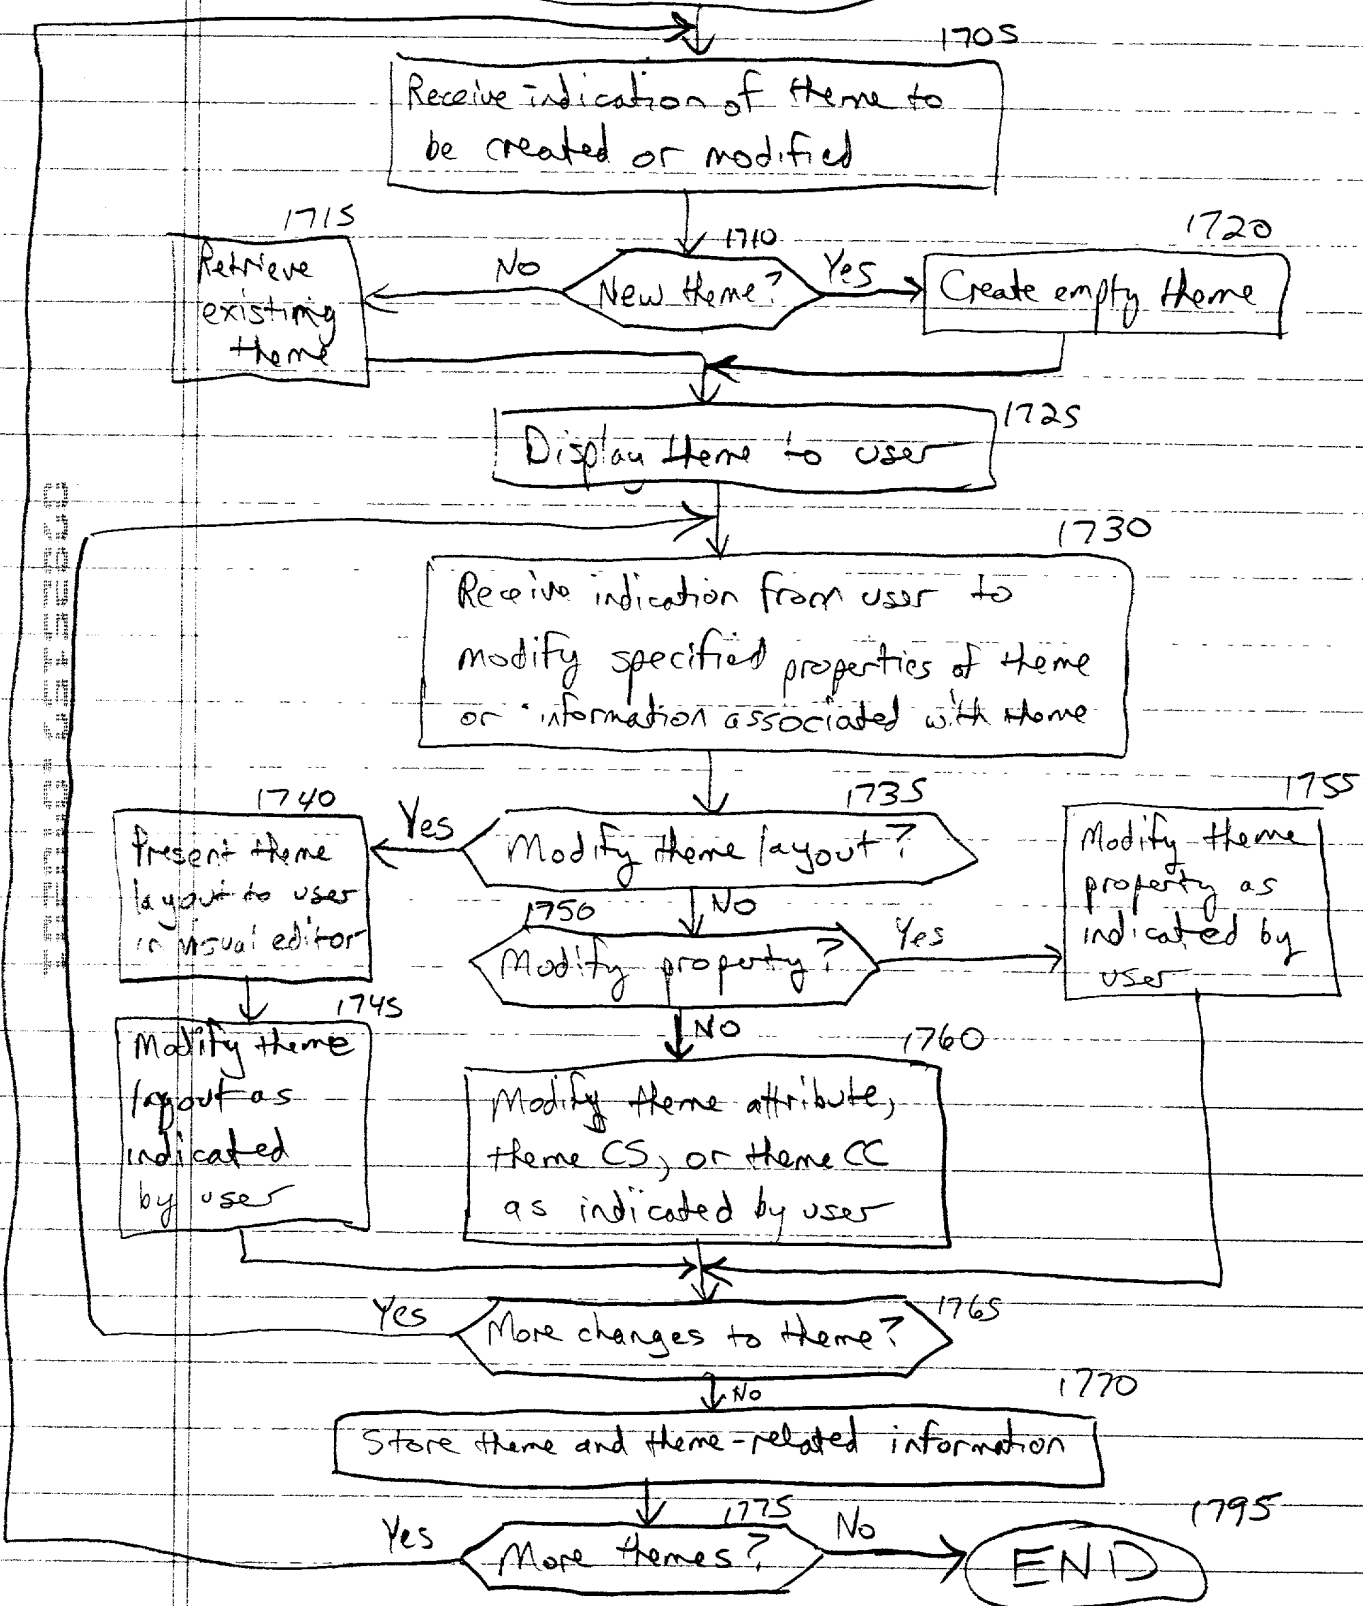 1705
Receive indication of theme to
be created or modified
1715
1710
1720
Retrieve
existing
theme
No
New theme?
Yes
Create empty theme
1725
Display theme to user
1730
Receive indication from user to
modify specified properties of theme
or information associated with theme
1735
1740
Yes
Modify theme layout?
1755
Present theme
layout to user
in visual editor
No
Modify theme
property as
indicated by
user
1750
Modify property?
Yes
1745
No
Modify theme
layout as
indicated
by user
1760
Modify theme attribute,
theme CS, or theme CC
as indicated by user
1765
Yes
More changes to theme?
No
1770
Store theme and theme-related information
1775
Yes
More themes?
No
1795
END